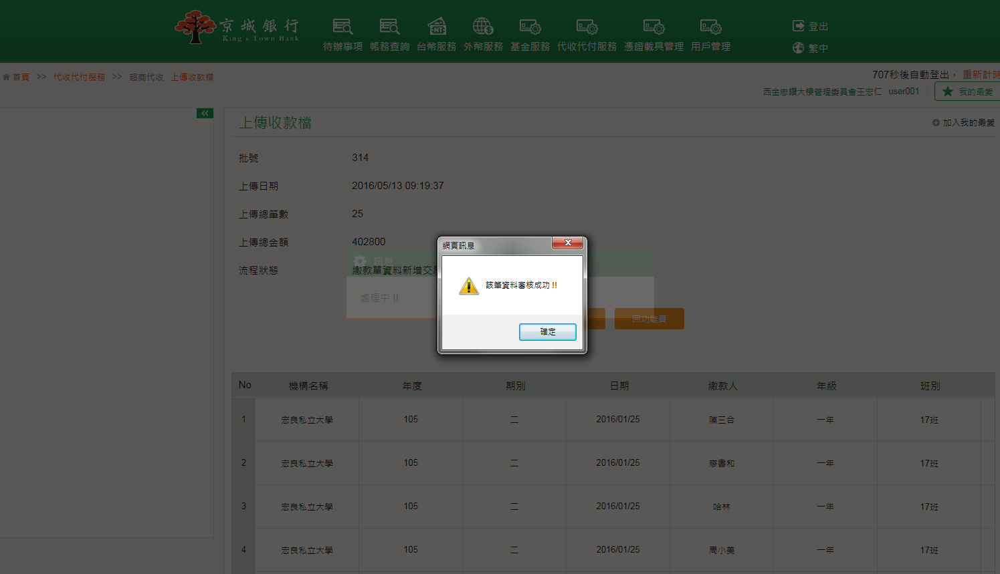 京城銀行
King's Town Bank
待辦事項 帳務查詢 台幣服務 外幣服務 基金服務 代收代付服務 憑證載具管理 用戶管理
登出
繁中
首頁 >> 代收代付服務 >> 超商代收 上傳收款檔
707秒後自動登出， 重新計時
西金忠鑽大樓管理委員會王宏仁 user001
我的最愛
上傳收款檔
加入我的最愛
批號 314
上傳日期 2016/05/13 09:19:37
上傳總筆數 25
上傳總金額 402800
網頁訊息
訊息
流程狀態 繳款單資料新增交易
該筆資料審核成功 !!
處理中 !!
回功能頁
確定
No 機構名稱 年度 期別 日期 繳款人 年級 班別
1 宏良私立大學 105 二 2016/01/25 陳三合 一年 17班
2 宏良私立大學 105 二 2016/01/25 廖書和 一年 17班
3 宏良私立大學 105 二 2016/01/25 哈林 一年 17班
4 宏良私立大學 105 二 2016/01/25 周小美 一年 17班